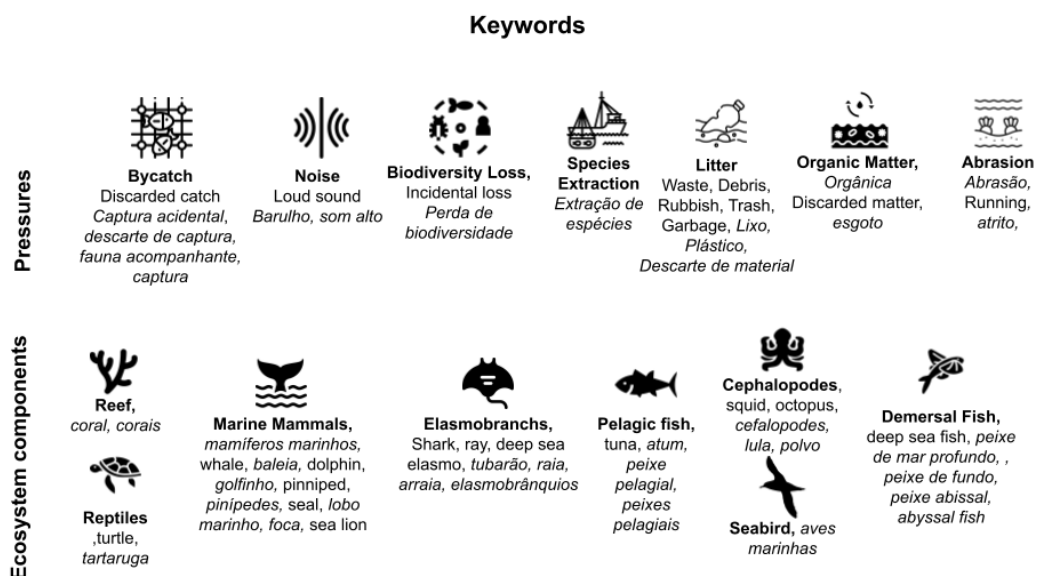 Keywords
Pressures
Bycatch
Discarded catch
Captura acidental,
descarte de captura,
fauna acompanhante,
captura
Noise
Loud sound
Barulho, som alto
Biodiversity Loss,
Incidental loss
Perda de
biodiversidade
Species
Extraction
Extração de
espécies
Litter
Waste, Debris,
Rubbish, Trash,
Garbage, Lixo,
Plástico,
Descarte de material
Organic Matter,
Orgânica
Discarded matter,
esgoto
Abrasion
Abrasão,
Running,
atrito,
Ecosystem components
Reef,
coral, corais
Reptiles
,turtle,
tartaruga
Marine Mammals,
mamíferos marinhos,
whale, baleia, dolphin,
golfinho, pinniped,
pinípedes, seal, lobo
marinho, foca, sea lion
Elasmobranchs,
Shark, ray, deep sea
elasmo, tubarão, raia,
arraia, elasmobrânquios
Pelagic fish,
tuna, atum,
peixe
pelagial,
peixes
pelagiais
Cephalopodes,
squid, octopus,
cefalopodes,
lula, polvo
Seabird, aves
marinhas
Demersal Fish,
deep sea fish, peixe
de mar profundo, ,
peixe de fundo,
peixe abissal,
abyssal fish